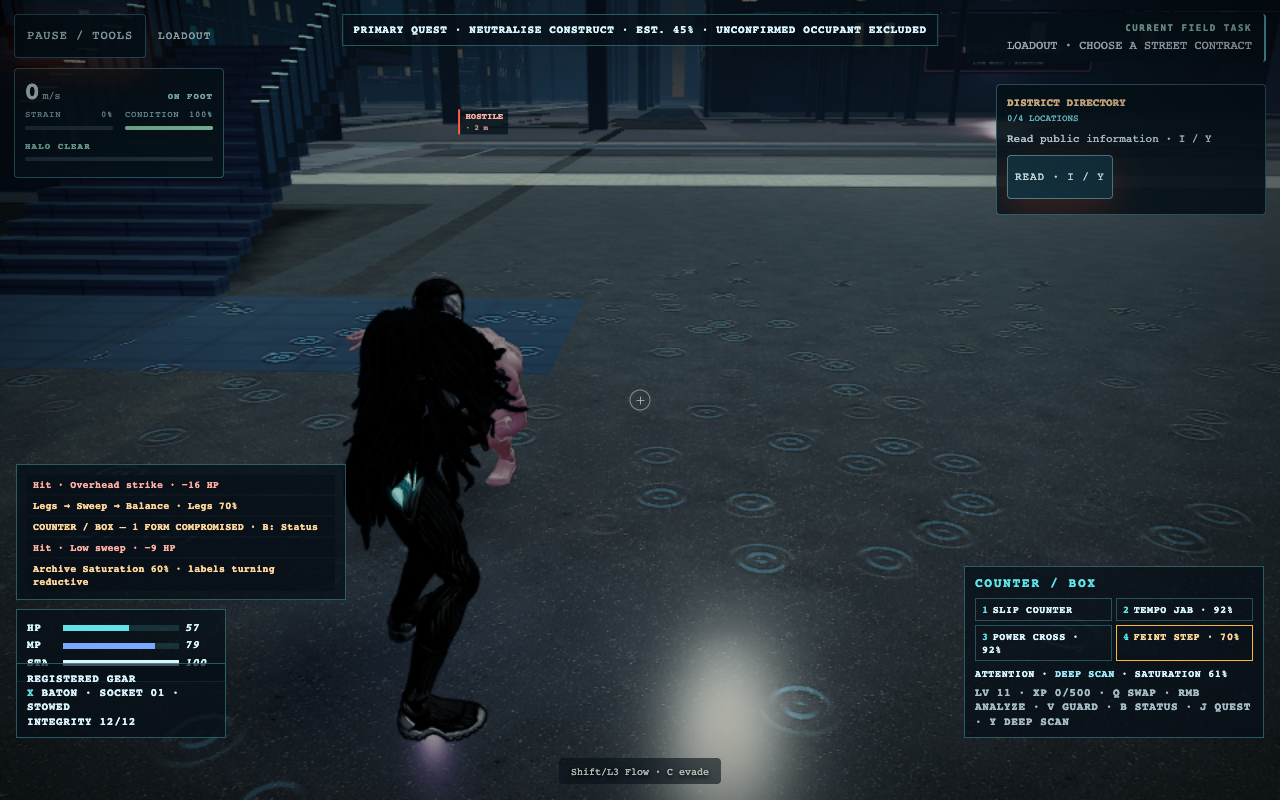 PAUSE / TOOLS
LOADOUT
PRIMARY QUEST · NEUTRALISE CONSTRUCT · EST. 45% · UNCONFIRMED OCCUPANT EXCLUDED
CURRENT FIELD TASK
LOADOUT · CHOOSE A STREET CONTRACT
0 m/s
ON FOOT
STRAIN 0%
CONDITION 100%
HALO CLEAR
HOSTILE
· 2 m
DISTRICT DIRECTORY
0/4 LOCATIONS
Read public information · I / Y
READ · I / Y
Hit · Overhead strike · −16 HP
Legs → Sweep → Balance · Legs 70%
COUNTER / BOX — 1 FORM COMPROMISED · B: Status
Hit · Low sweep · −9 HP
Archive Saturation 60% · labels turning
reductive
HP 57
MP 79
STA 100
REGISTERED GEAR
X BATON · SOCKET 01 ·
STOWED
INTEGRITY 12/12
COUNTER / BOX
1 SLIP COUNTER
2 TEMPO JAB · 92%
3 POWER CROSS ·
92%
4 FEINT STEP · 70%
ATTENTION · DEEP SCAN · SATURATION 61%
LV 11 · XP 0/500 · Q SWAP · RMB
ANALYZE · V GUARD · B STATUS · J QUEST
· Y DEEP SCAN
Shift/L3 Flow · C evade